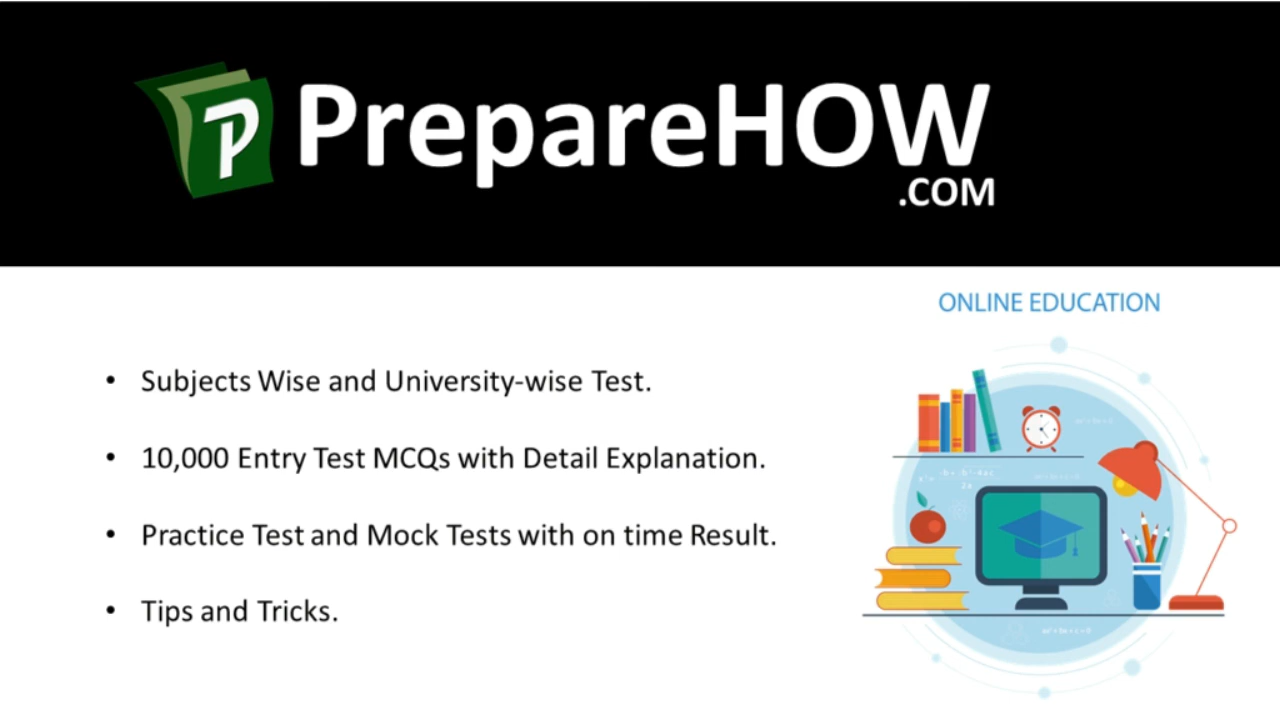 P
PrepareHOW
.COM
ONLINE EDUCATION
• Subjects Wise and University-wise Test.
• 10,000 Entry Test MCQs with Detail Explanation.
• Practice Test and Mock Tests with on time Result.
• Tips and Tricks.